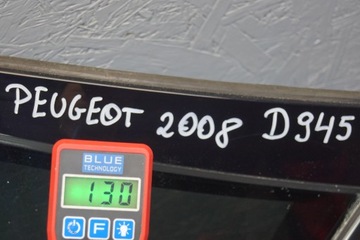 PEUGEOT 2008 D945
BLUE
TECHNOLOGY
130
F